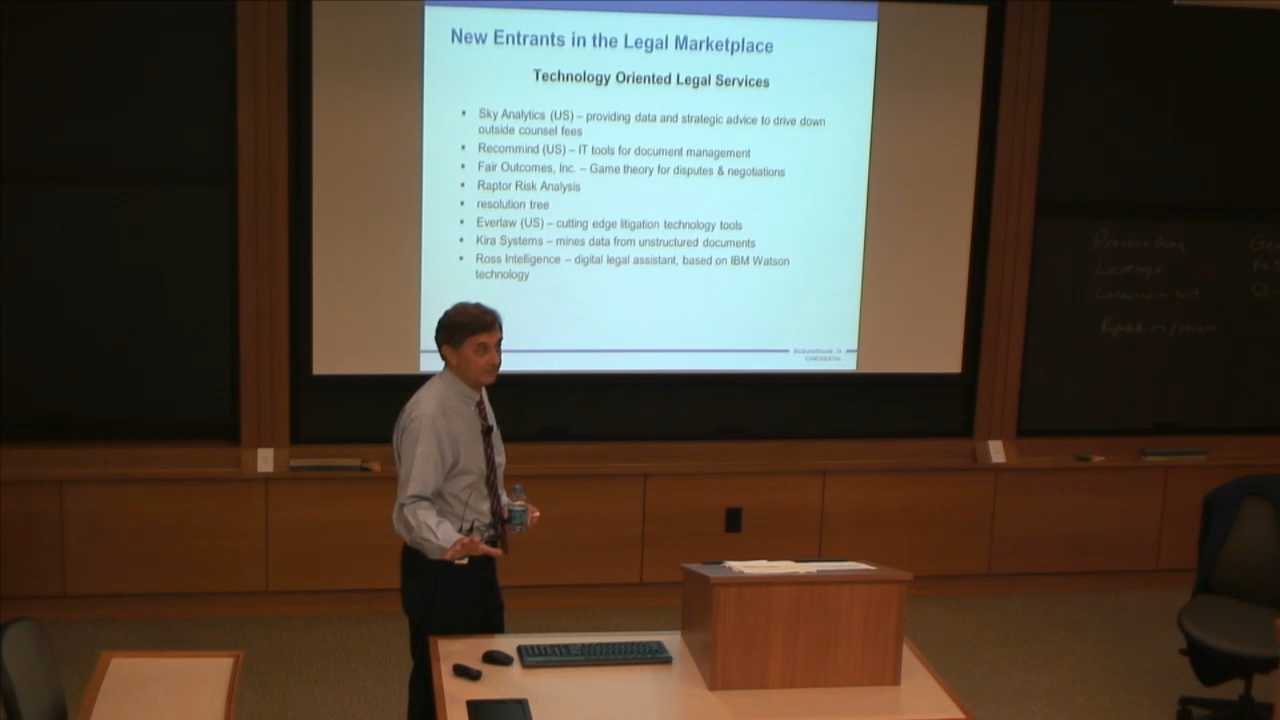 New Entrants in the Legal Marketplace
Technology Oriented Legal Services
• Sky Analytics (US) – providing data and strategic advice to drive down
outside counsel fees
• Recommind (US) – IT tools for document management
• Fair Outcomes, Inc. – Game theory for disputes & negotiations
• Raptor Risk Analysis
• resolution tree
• Everlaw (US) – cutting edge litigation technology tools
• Kira Systems – mines data from unstructured documents
• Ross Intelligence – digital legal assistant, based on IBM Watson
technology
CONFIDENTIAL
Leverage